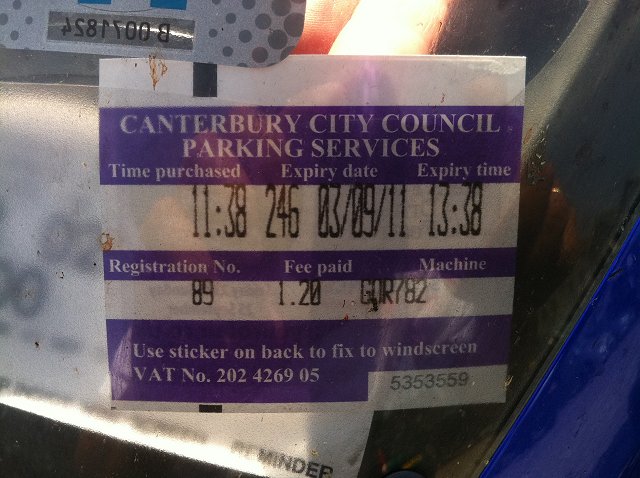 B 0071824
CANTERBURY CITY COUNCIL
PARKING SERVICES
Time purchased Expiry date Expiry time
11:38 246 03/09/11 13:38
Registration No. Fee paid Machine
89 1.20 GOR782
Use sticker on back to fix to windscreen
VAT No. 202 4269 05
5353559
MINDER